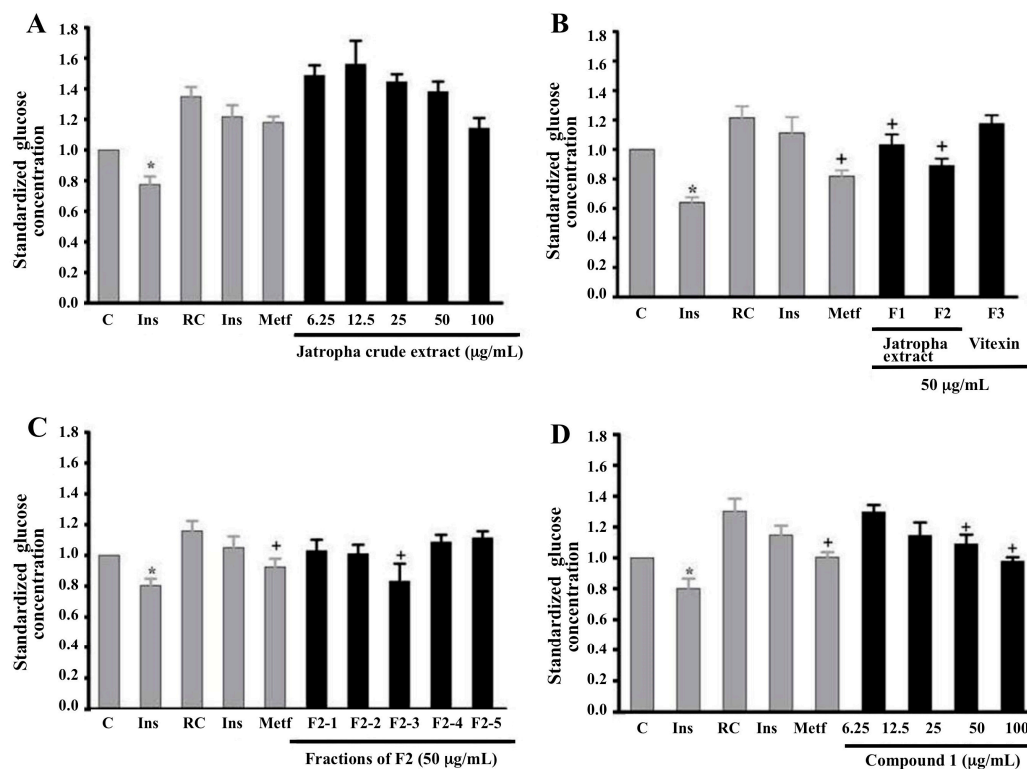 A
Standardized glucose
concentration
1.8
1.6
1.4
1.2
1.0
0.8
0.6
0.4
0.2
0.0
*
C Ins RC Ins Metf 6.25 12.5 25 50 100
Jatropha crude extract (µg/mL)
B
Standardized glucose
concentration
1.8
1.6
1.4
1.2
1.0
0.8
0.6
0.4
0.2
0.0
* + + +
C Ins RC Ins Metf F1 F2 F3
Jatropha Vitexin
extract
50 µg/mL
C
Standardized glucose
concentration
1.8
1.6
1.4
1.2
1.0
0.8
0.6
0.4
0.2
0.0
* + +
C Ins RC Ins Metf F2-1 F2-2 F2-3 F2-4 F2-5
Fractions of F2 (50 µg/mL)
D
Standardized glucose
concentration
1.8
1.6
1.4
1.2
1.0
0.8
0.6
0.4
0.2
0.0
* + + +
C Ins RC Ins Metf 6.25 12.5 25 50 100
Compound 1 (µg/mL)